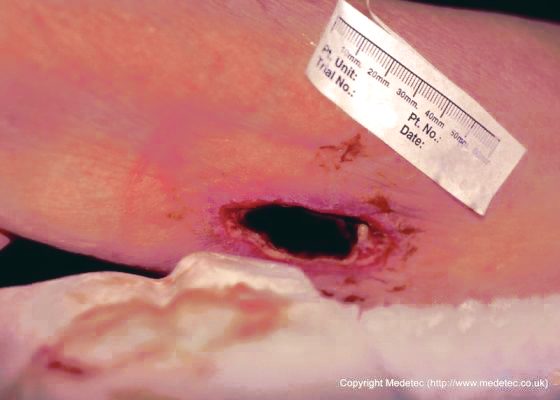 10mm 20mm 30mm 40mm 50mm
Pt. Unit: Pt. No.:
Trial No.: Date:
Copyright Medetec (http://www.medetec.co.uk)